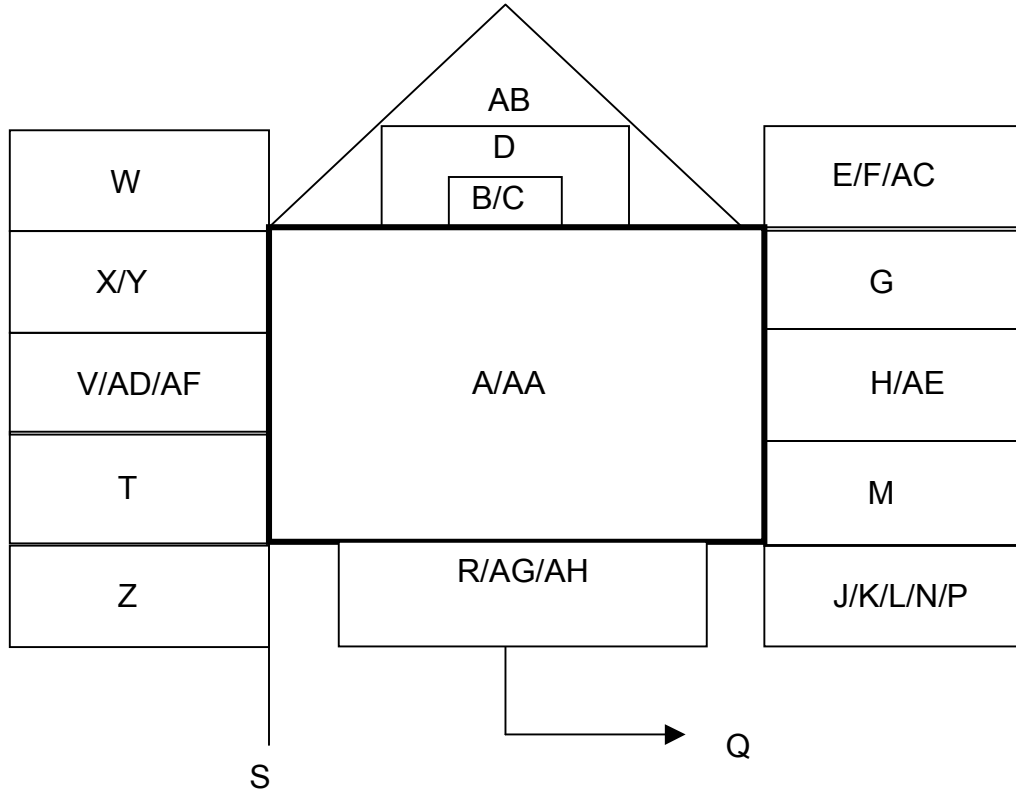 AB
D
B/C
W
E/F/AC
X/Y
G
V/AD/AF
A/AA
H/AE
T
M
R/AG/AH
Z
J/K/L/N/P
Q
S